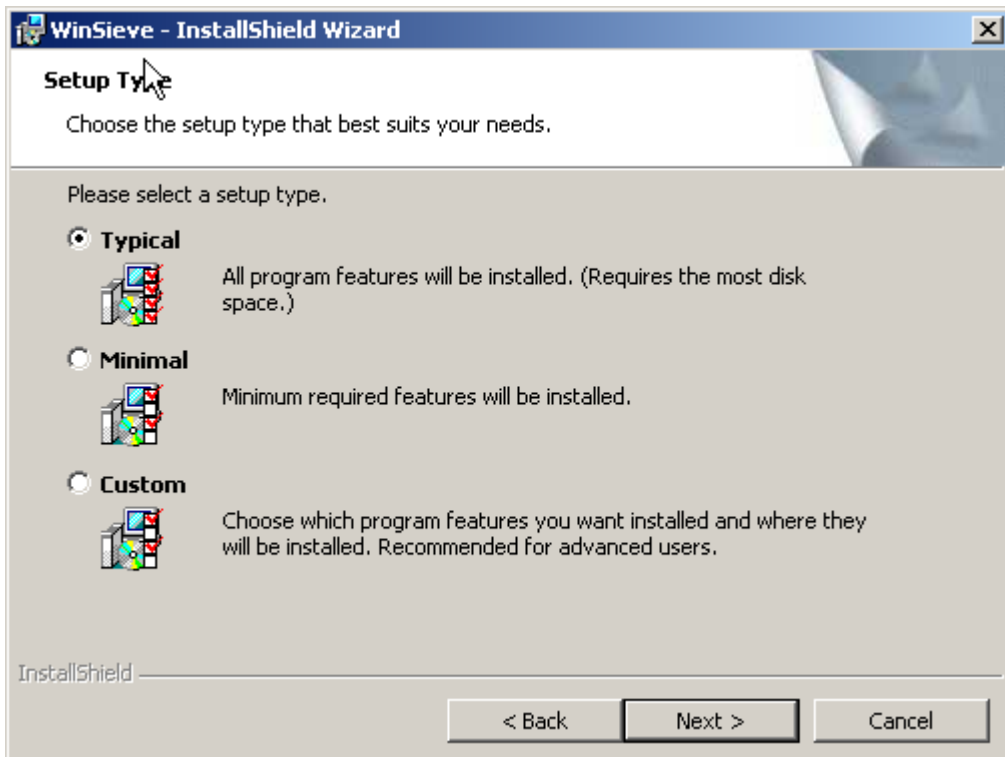 WinSieve - InstallShield Wizard
Setup Type
Choose the setup type that best suits your needs.
Please select a setup type.
Typical
All program features will be installed. (Requires the most disk
space.)
Minimal
Minimum required features will be installed.
Custom
Choose which program features you want installed and where they
will be installed. Recommended for advanced users.
InstallShield
< Back Next > Cancel